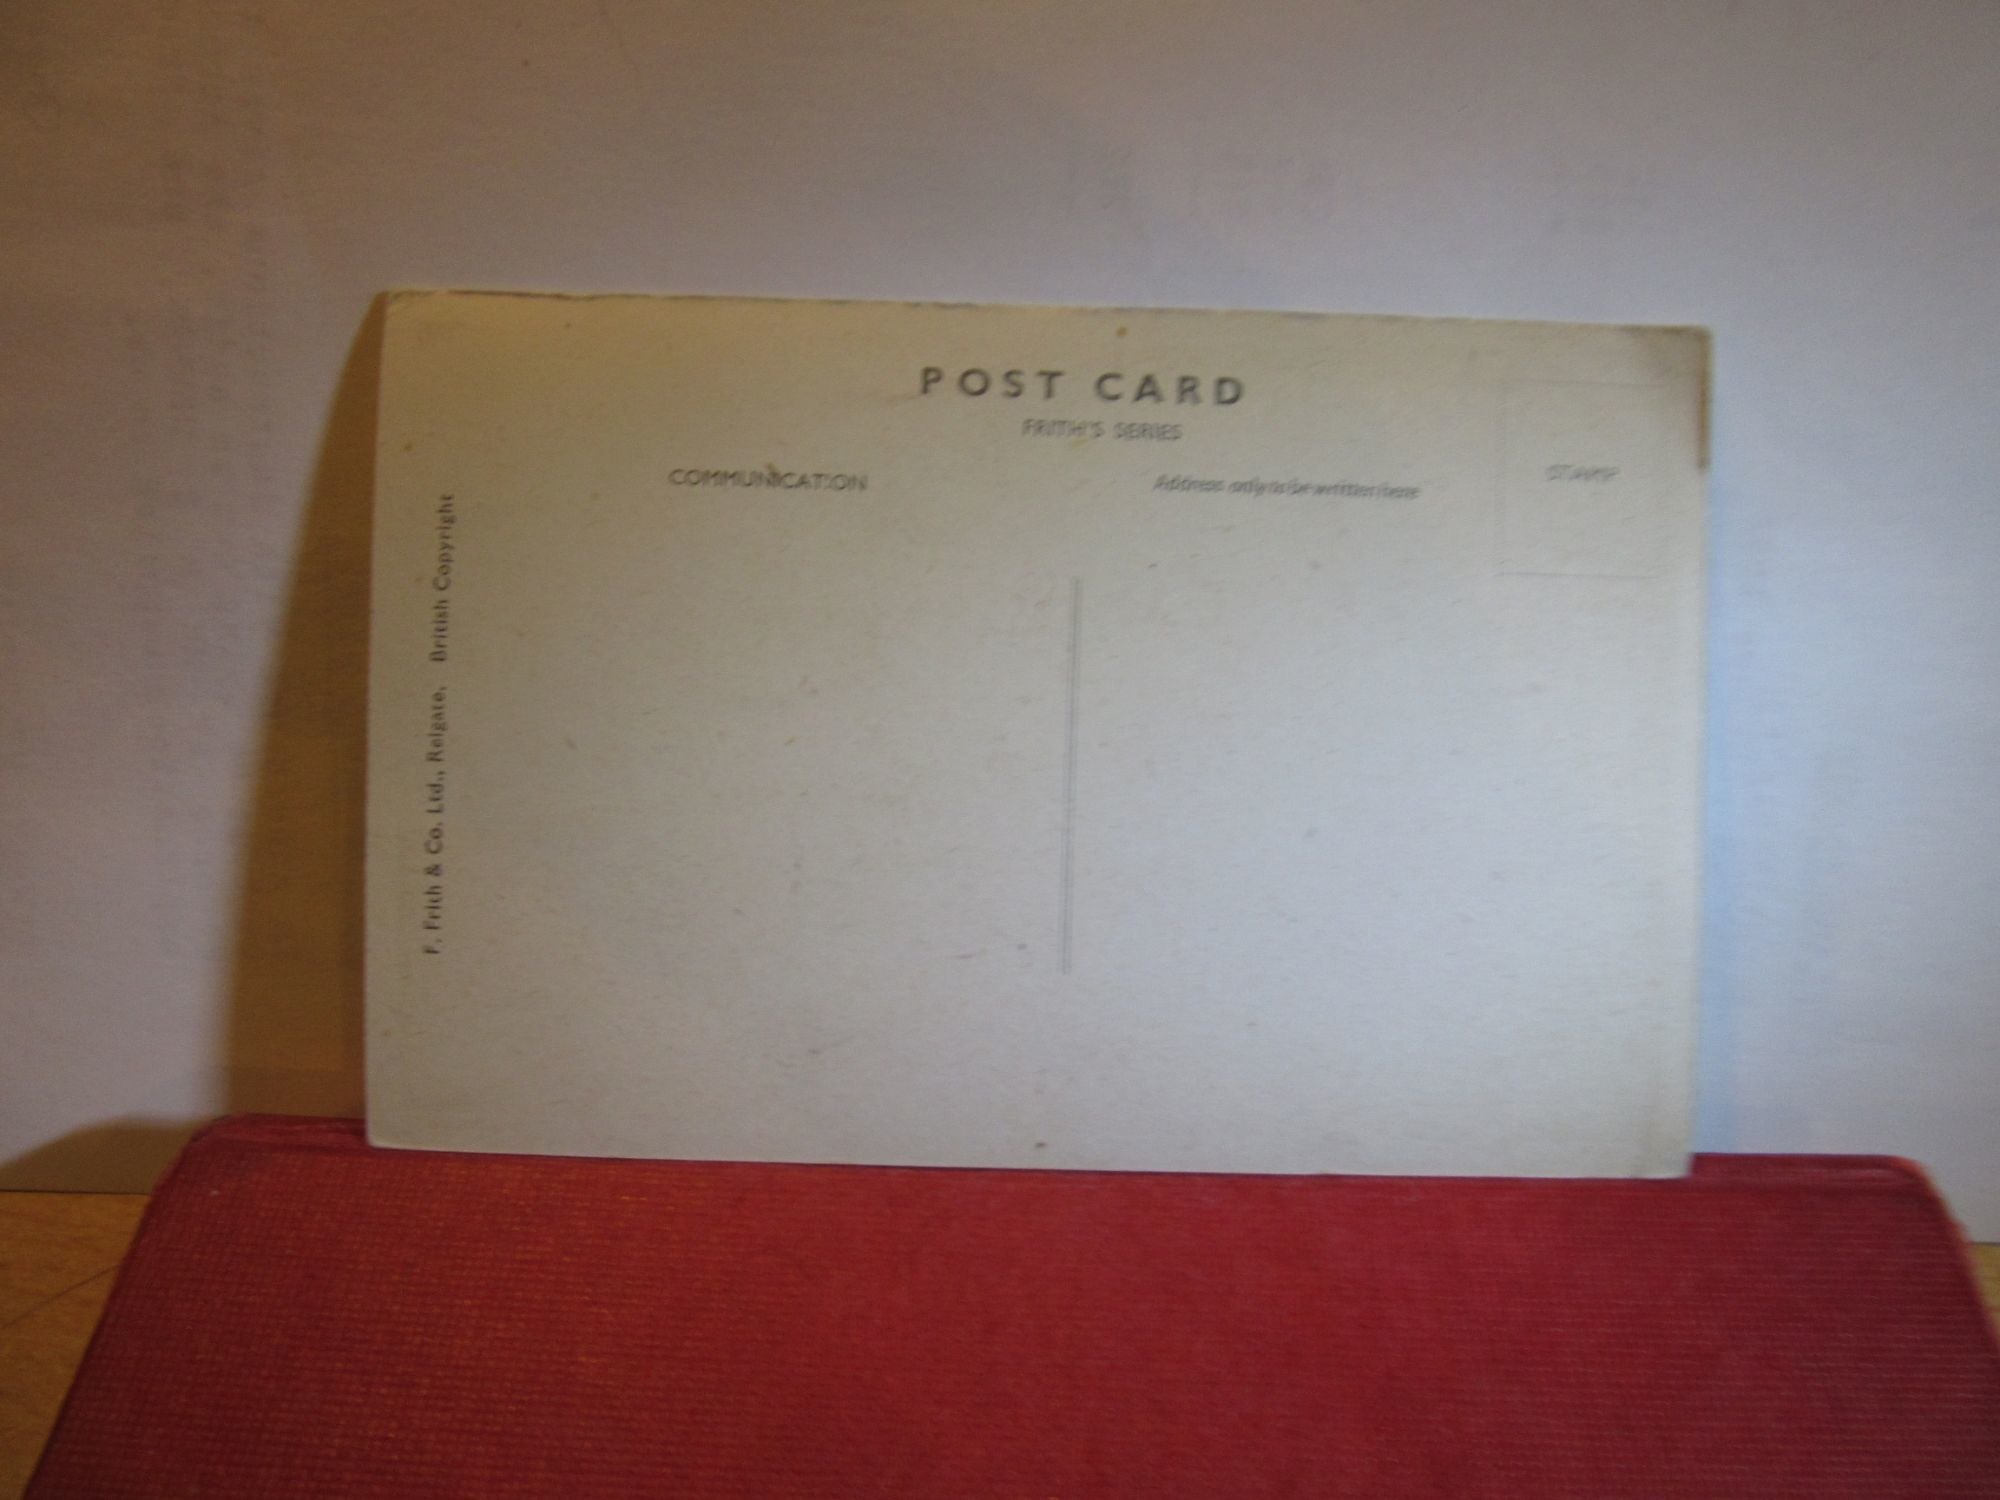 POST CARD
FRITH'S SERIES
COMMUNICATION
Address only to be written here
STAMP
F. Frith & Co. Ltd., Reigate. British Copyright